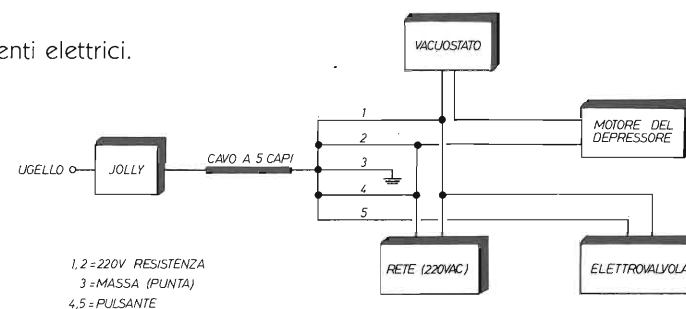 enti elettrici.
VACUOSTATO
1
MOTORE DEL
DEPRESSORE
2
CAVO A 5 CAPI
3
UGELLO
JOLLY
4
5
1,2=220V RESISTENZA
3=MASSA (PUNTA)
4,5=PULSANTE
RETE (220VAC)
ELETTROVALVOLA